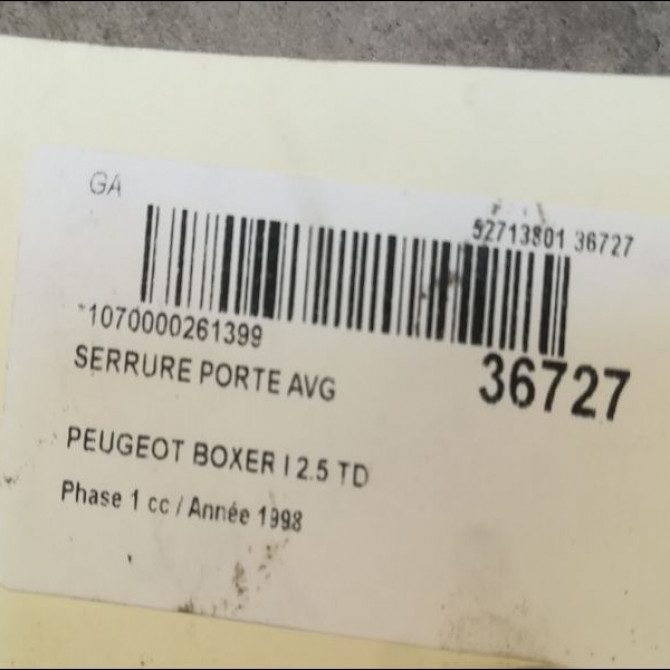 GA
52713801 36727
*1070000261399
36727
SERRURE PORTE AVG
PEUGEOT BOXER I 2.5 TD
Phase 1 cc / Année 1998